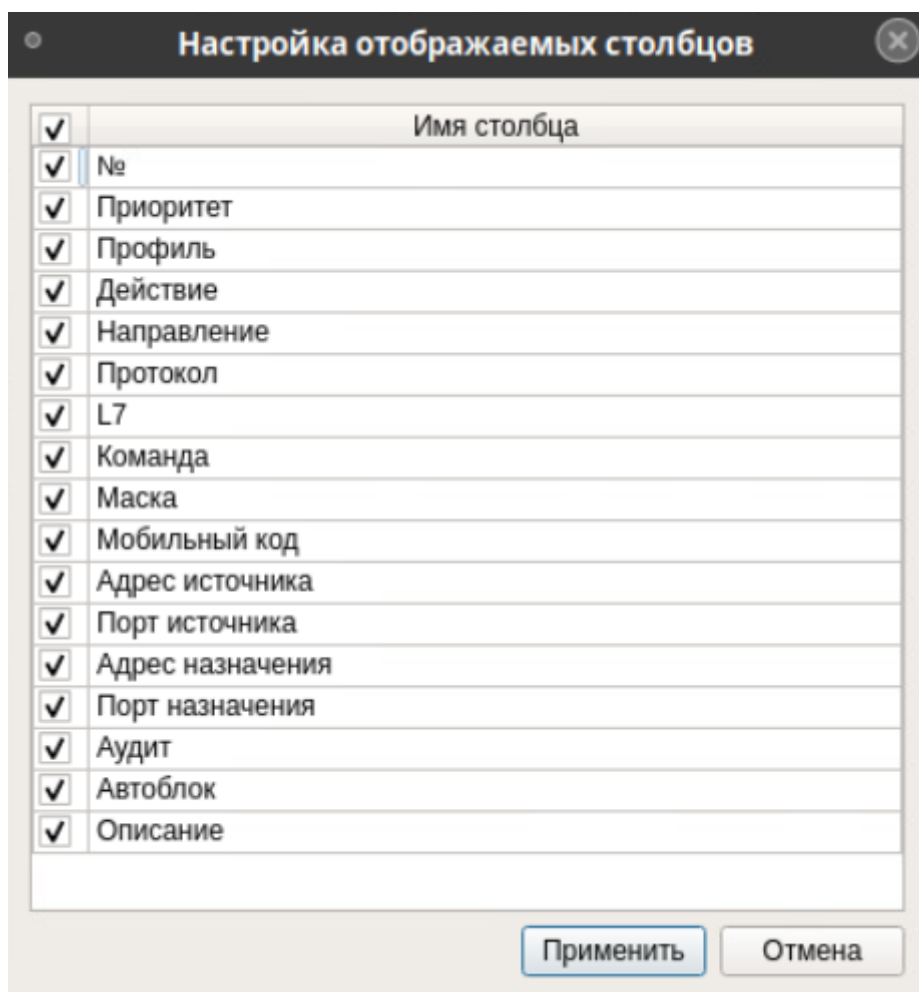 Настройка отображаемых столбцов
Имя столбца
№
Приоритет
Профиль
Действие
Направление
Протокол
L7
Команда
Маска
Мобильный код
Адрес источника
Порт источника
Адрес назначения
Порт назначения
Аудит
Автоблок
Описание
Применить Отмена